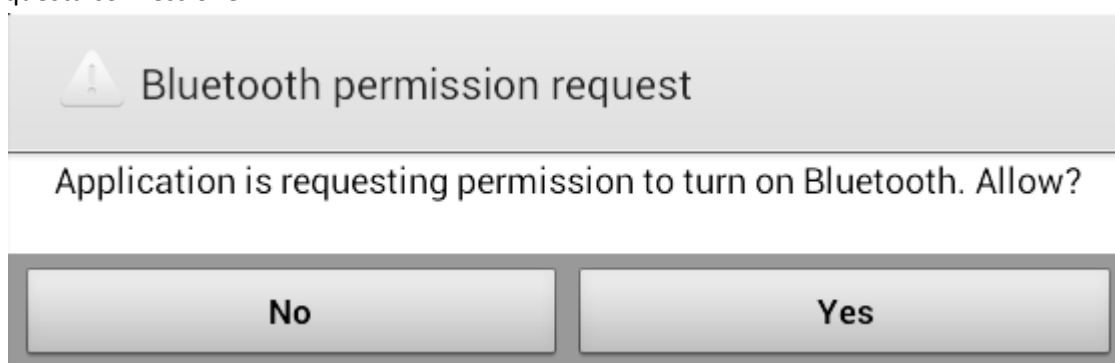 Bluetooth permission request
Application is requesting permission to turn on Bluetooth. Allow?
No
Yes